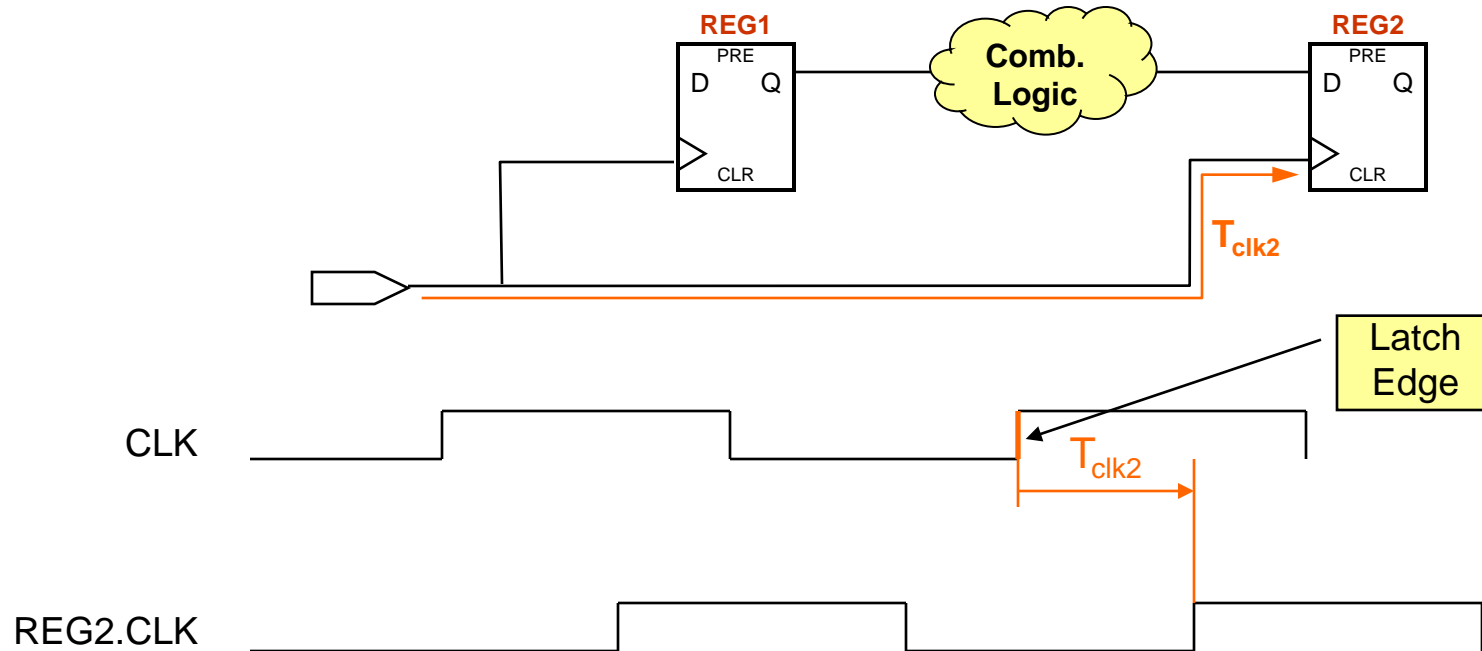 REG1
REG2
PRE
PRE
D Q
Comb.
Logic
D Q
CLR
CLR
Tclk2
Latch
Edge
CLK
Tclk2
REG2.CLK